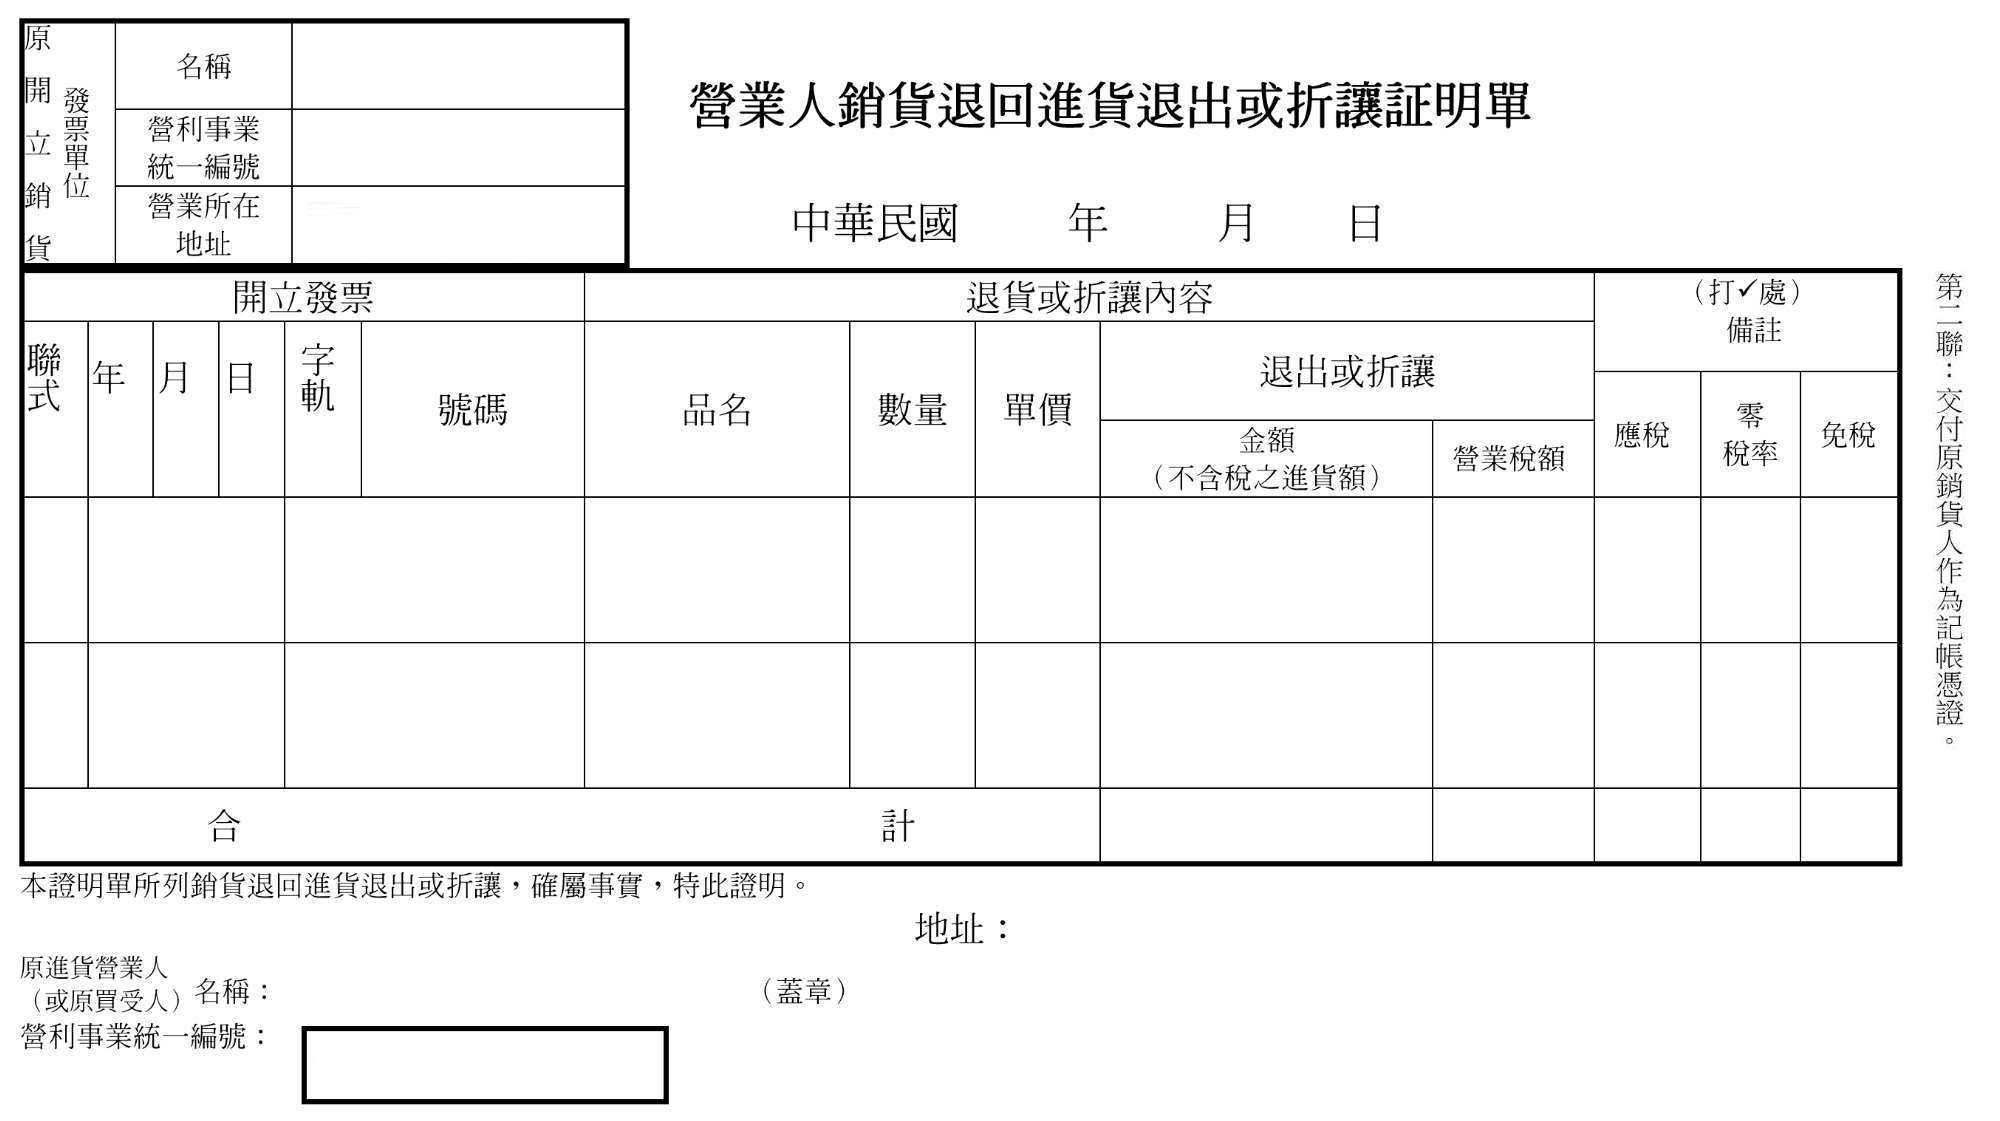 原開立銷貨
發票單位
名稱
營利事業
統一編號
營業所在
地址
營業人銷貨退回進貨退出或折讓証明單
中華民國 年 月 日
開立發票
退貨或折讓內容
（打✓處）
備註
聯式
年
月
日
字軌
號碼
品名
數量
單價
退出或折讓
金額
（不含稅之進貨額）
營業稅額
應稅
零
稅率
免稅
合 計
第二聯：交付原銷貨人作為記帳憑證。
本證明單所列銷貨退回進貨退出或折讓，確屬事實，特此證明。
地址：
原進貨營業人
（或原買受人）
名稱：
（蓋章）
營利事業統一編號：